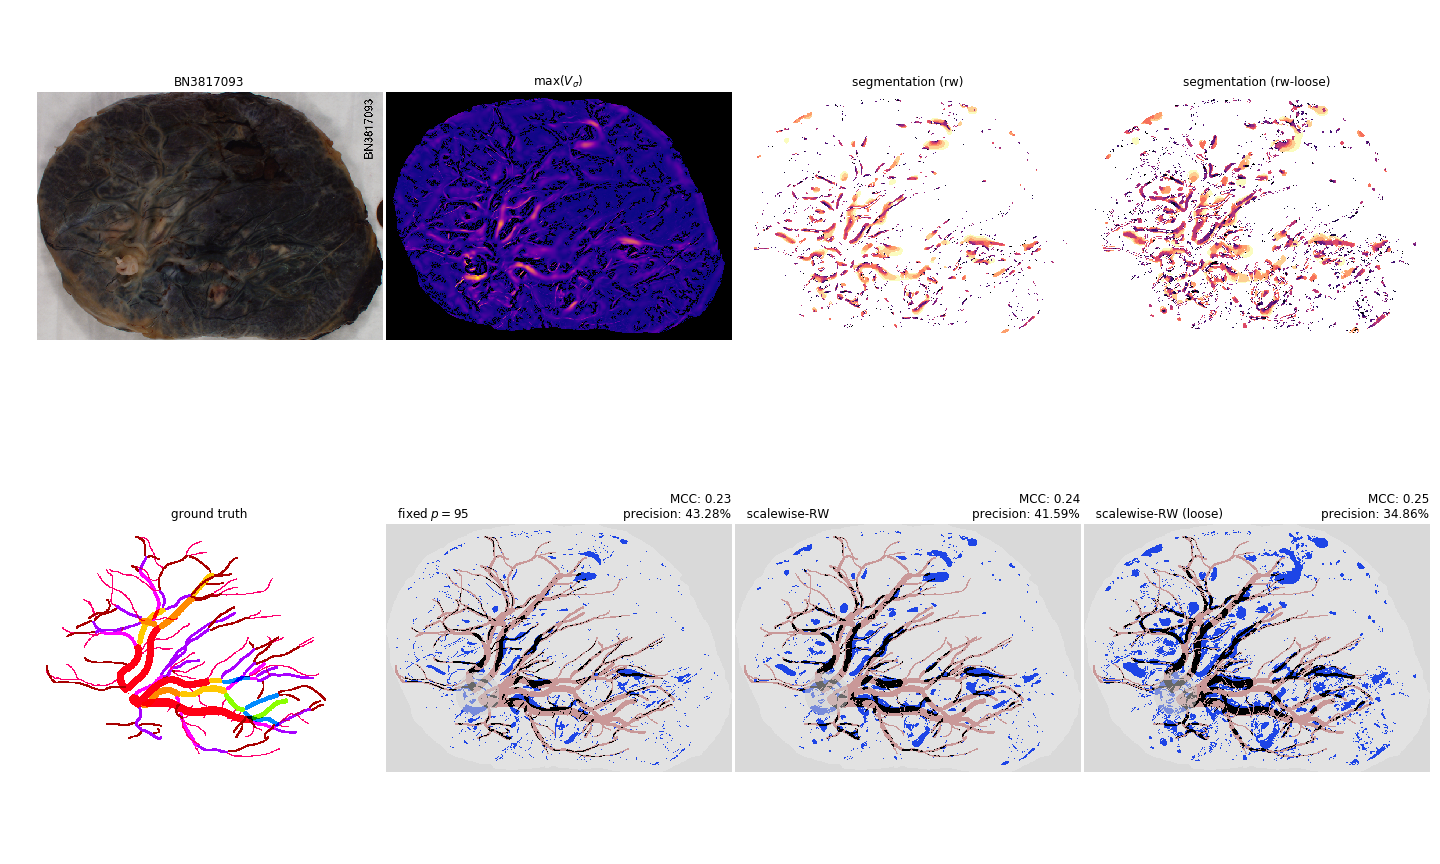 BN3817093
max(Vσ)
segmentation (rw)
segmentation (rw-loose)
BN3817093
ground truth
fixed p = 95
MCC: 0.23
precision: 43.28%
scalewise-RW
MCC: 0.24
precision: 41.59%
scalewise-RW (loose)
MCC: 0.25
precision: 34.86%